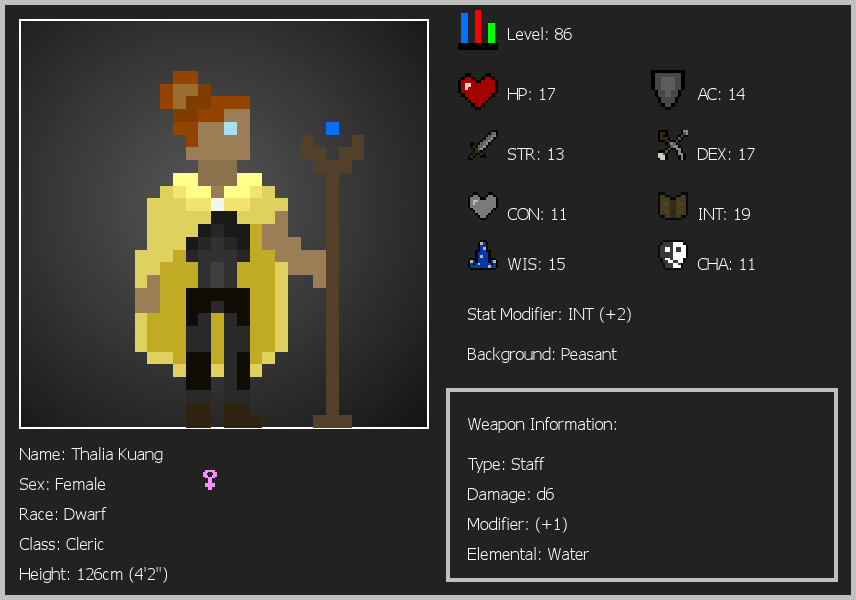 Level: 86
HP: 17
AC: 14
STR: 13
DEX: 17
CON: 11
INT: 19
WIS: 15
CHA: 11
Stat Modifier: INT (+2)
Background: Peasant
Weapon Information:
Type: Staff
Damage: d6
Modifier: (+1)
Elemental: Water
Name: Thalia Kuang
Sex: Female
Race: Dwarf
Class: Cleric
Height: 126cm (4'2")